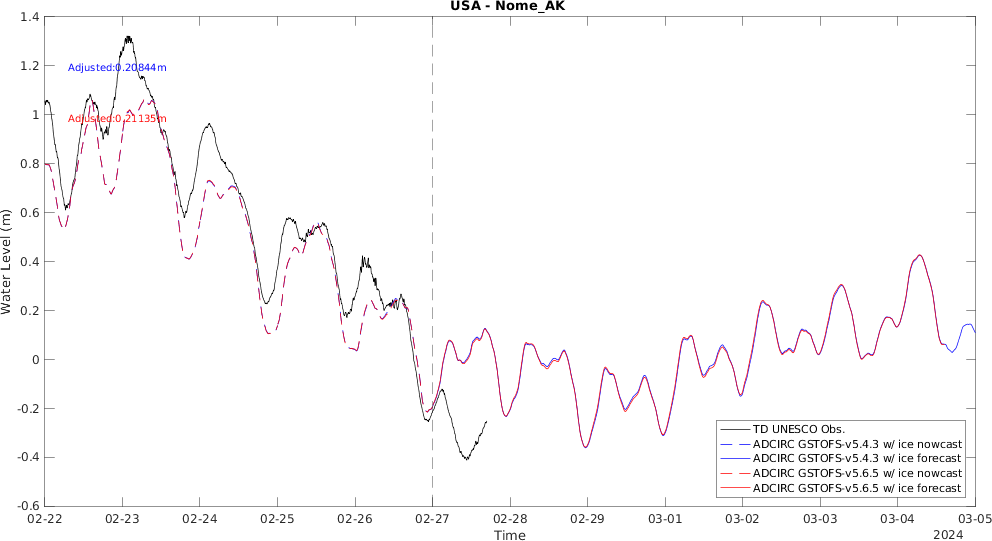 USA - Nome_AK
1.4
1.2
1
0.8
0.6
0.4
0.2
0
-0.2
-0.4
-0.6
Water Level (m)
Adjusted:0.20844m
Adjusted:0.21135m
TD UNESCO Obs.
ADCIRC GSTOFS-v5.4.3 w/ ice nowcast
ADCIRC GSTOFS-v5.4.3 w/ ice forecast
ADCIRC GSTOFS-v5.6.5 w/ ice nowcast
ADCIRC GSTOFS-v5.6.5 w/ ice forecast
02-22 02-23 02-24 02-25 02-26 02-27 02-28 02-29 03-01 03-02 03-03 03-04 03-05
Time
2024